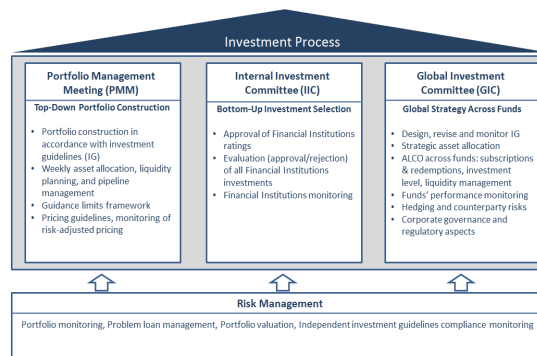 Investment Process
Portfolio Management
Meeting (PMM)
Top-Down Portfolio Construction
• Portfolio construction in
accordance with investment
guidelines (IG)
• Weekly asset allocation, liquidity
planning, and pipeline
management
• Guidance limits framework
• Pricing guidelines, monitoring of
risk-adjusted pricing
Internal Investment
Committee (IIC)
Bottom-Up Investment Selection
• Approval of Financial Institutions
ratings
• Evaluation (approval/rejection)
of all Financial Institutions
investments
• Financial Institutions monitoring
Global Investment
Committee (GIC)
Global Strategy Across Funds
• Design, revise and monitor IG
• Strategic asset allocation
• ALCO across funds: subscriptions
& redemptions, investment
level, liquidity management
• Funds' performance monitoring
• Hedging and counterparty risks
• Corporate governance and
regulatory aspects
Risk Management
Portfolio monitoring, Problem loan management, Portfolio valuation, Independent investment guidelines compliance monitoring